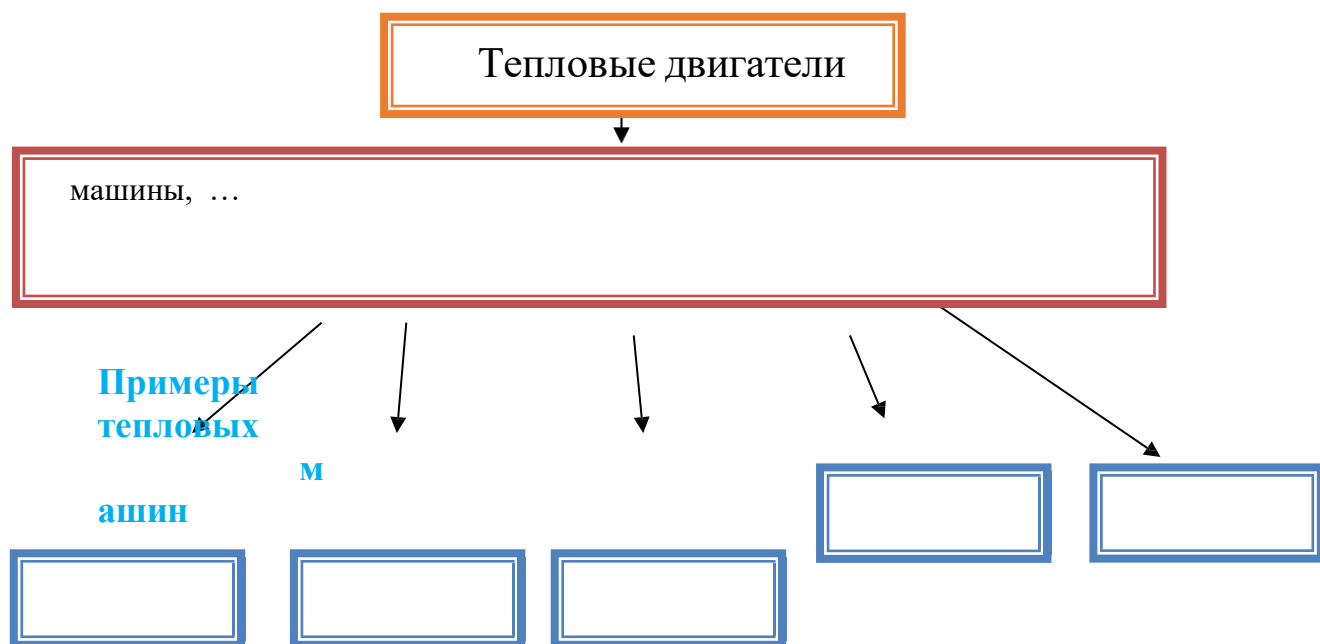 Тепловые двигатели
машины, …
Примеры
тепловых
м
ашин